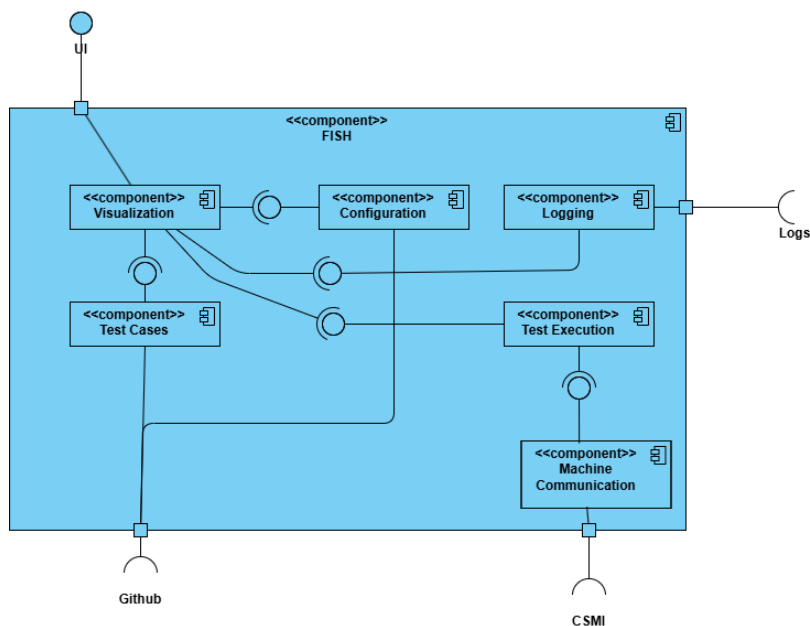 UI
<<component>>
FISH
<<component>>
Visualization
<<component>>
Configuration
<<component>>
Logging
Logs
<<component>>
Test Cases
<<component>>
Test Execution
<<component>>
Machine
Communication
Github
CSMI